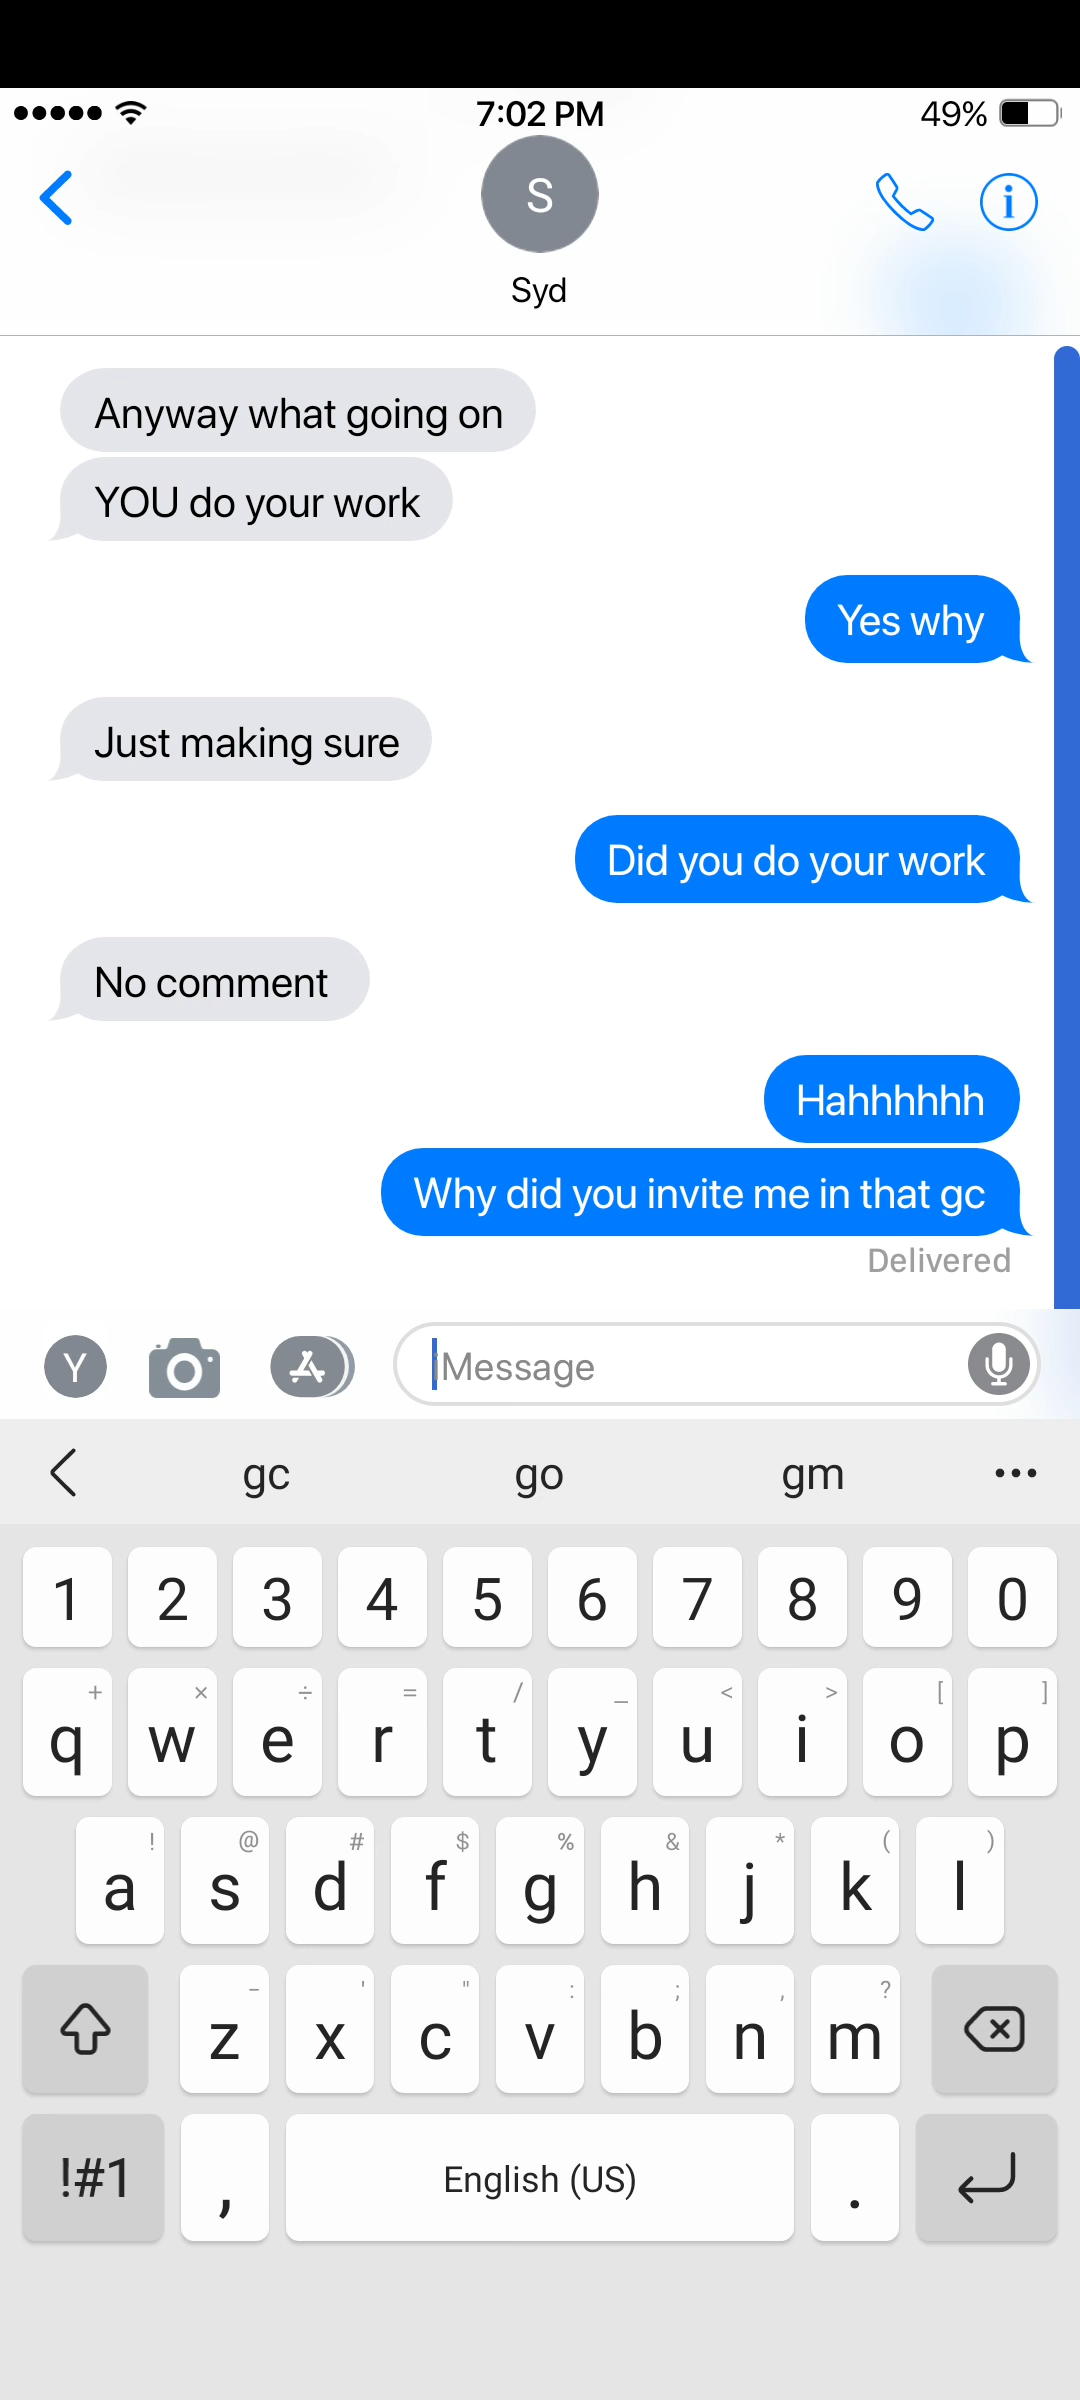 7:02 PM
49%
S
i
Syd
Anyway what going on
YOU do your work
Yes why
Just making sure
Did you do your work
No comment
Hahhhhhh
Why did you invite me in that gc
Delivered
Y
iMessage
gc go gm
1 2 3 4 5 6 7 8 9 0
+ × ÷ = / _ < > [ ]
q w e r t y u i o p
! @ # $ % & * ( )
a s d f g h j k l
- ' " : ; , ?
z x c v b n m
!#1 , English (US) .